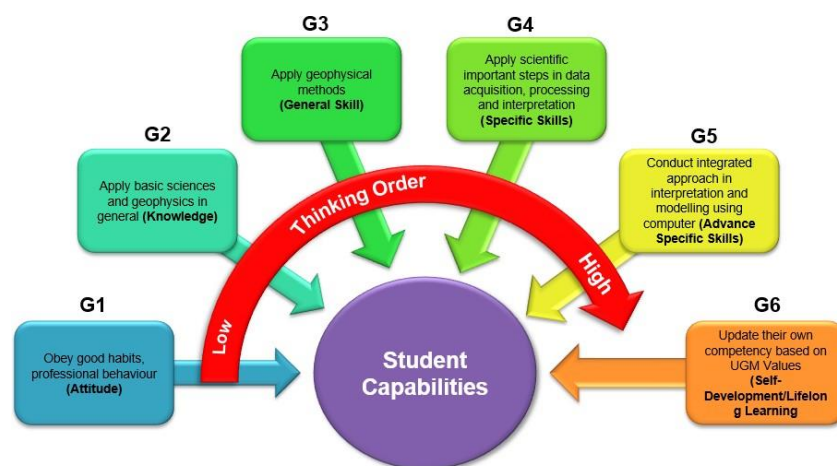 G1
Obey good habits,
professional behaviour
(Attitude)
G2
Apply basic sciences
and geophysics in
general (Knowledge)
G3
Apply geophysical
methods
(General Skill)
G4
Apply scientific
important steps in data
acquisition, processing
and interpretation
(Specific Skills)
G5
Conduct integrated
approach in
interpretation and
modelling using
computer (Advance
Specific Skills)
G6
Update their own
competency based on
UGM Values
(Self-
Development/Lifelon
g Learning
Low
Thinking Order
High
Student
Capabilities